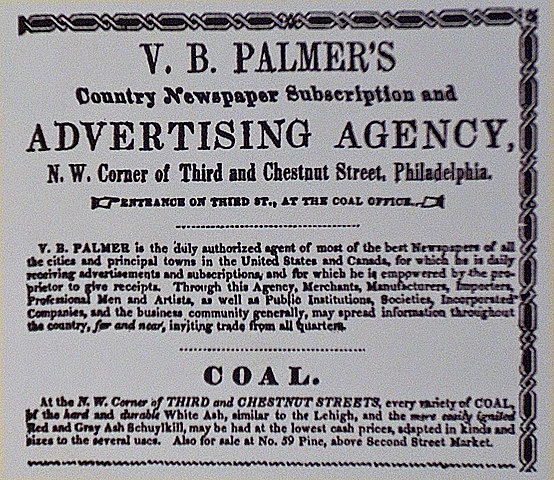 V. B. PALMER'S
Country Newspaper Subscription and
ADVERTISING AGENCY,
N. W. Corner of Third and Chestnut Street, Philadelphia.
ENTRANCE ON THIRD ST., AT THE COAL OFFICE.
V. B. PALMER is the duly authorized agent of most of the best Newspapers of all
the cities and principal towns in the United States and Canada, for which he is daily
receiving advertisements and subscriptions, and for which he is empowered by the pro-
prietor to give receipts. Through this Agency, Merchants, Manufacturers, Importers,
Professional Men and Artists, as well as Public Institutions, Societies, Incorporated
Companies, and the business community generally, may spread information throughout
the country, far and near, inviting trade from all quarters.
COAL.
At the N. W. Corner of THIRD and CHESTNUT STREETS, every variety of COAL,
of the hard and durable White Ash, similar to the Lehigh, and the more easily ignited
Red and Gray Ash Schuylkill, may be had at the lowest cash prices, adapted in kinds and
sizes to the several uses. Also for sale at No. 59 Pine, above Second Street Market.